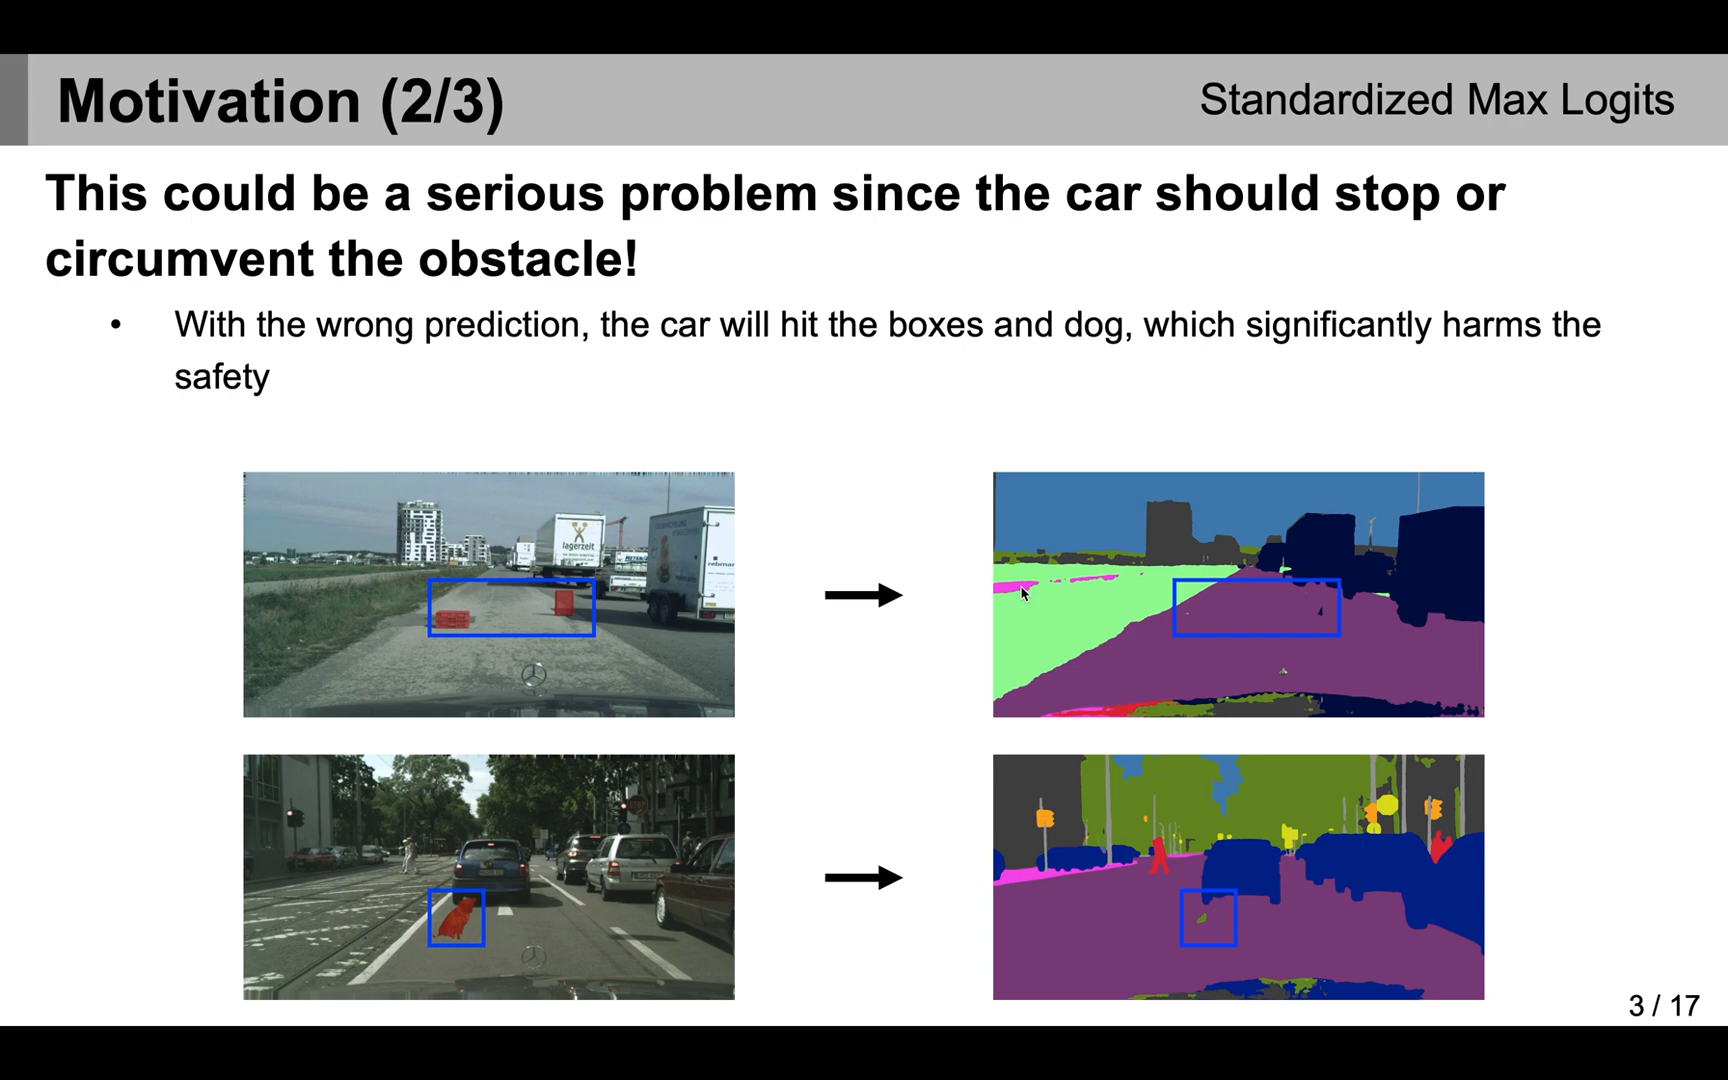 Motivation (2/3)
Standardized Max Logits
This could be a serious problem since the car should stop or
circumvent the obstacle!
• With the wrong prediction, the car will hit the boxes and dog, which significantly harms the
safety
lagerzeit
STOP
3 / 17